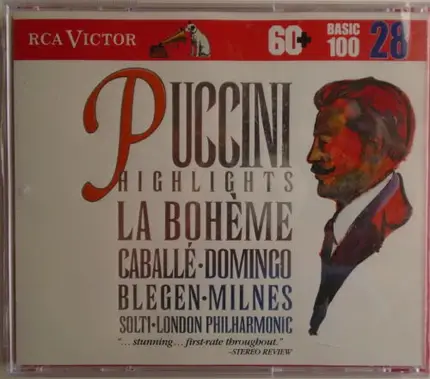 RCA VICTOR
60+
BASIC
100
28
PUCCINI
HIGHLIGHTS
LA BOHÈME
CABALLÉ·DOMINGO
BLEGEN·MILNES
SOLTI·LONDON PHILHARMONIC
"... stunning... first-rate throughout."
–STEREO REVIEW